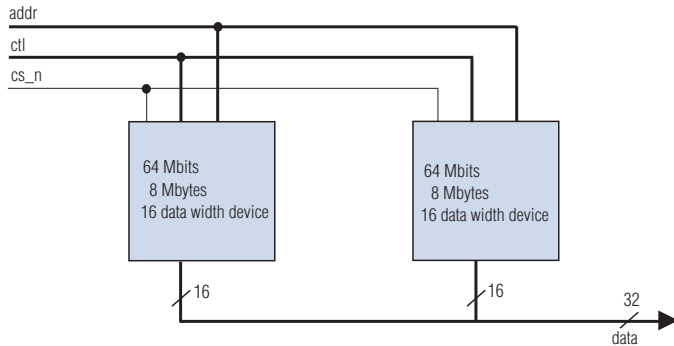 addr
ctl
cs_n
64 Mbits
8 Mbytes
16 data width device
64 Mbits
8 Mbytes
16 data width device
16
16
32
data